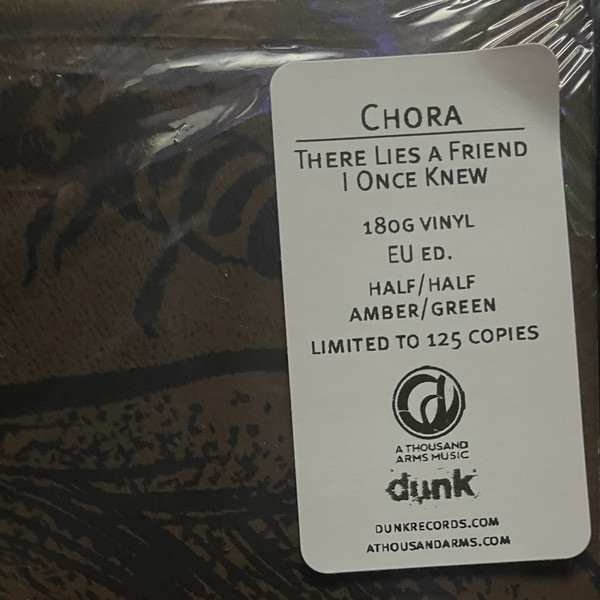 CHORA
THERE LIES A FRIEND
I ONCE KNEW
180G VINYL
EU ED.
HALF/HALF
AMBER/GREEN
LIMITED TO 125 COPIES
A THOUSAND
ARMS MUSIC
dunk
DUNKRECORDS.COM
ATHOUSANDARMS.COM